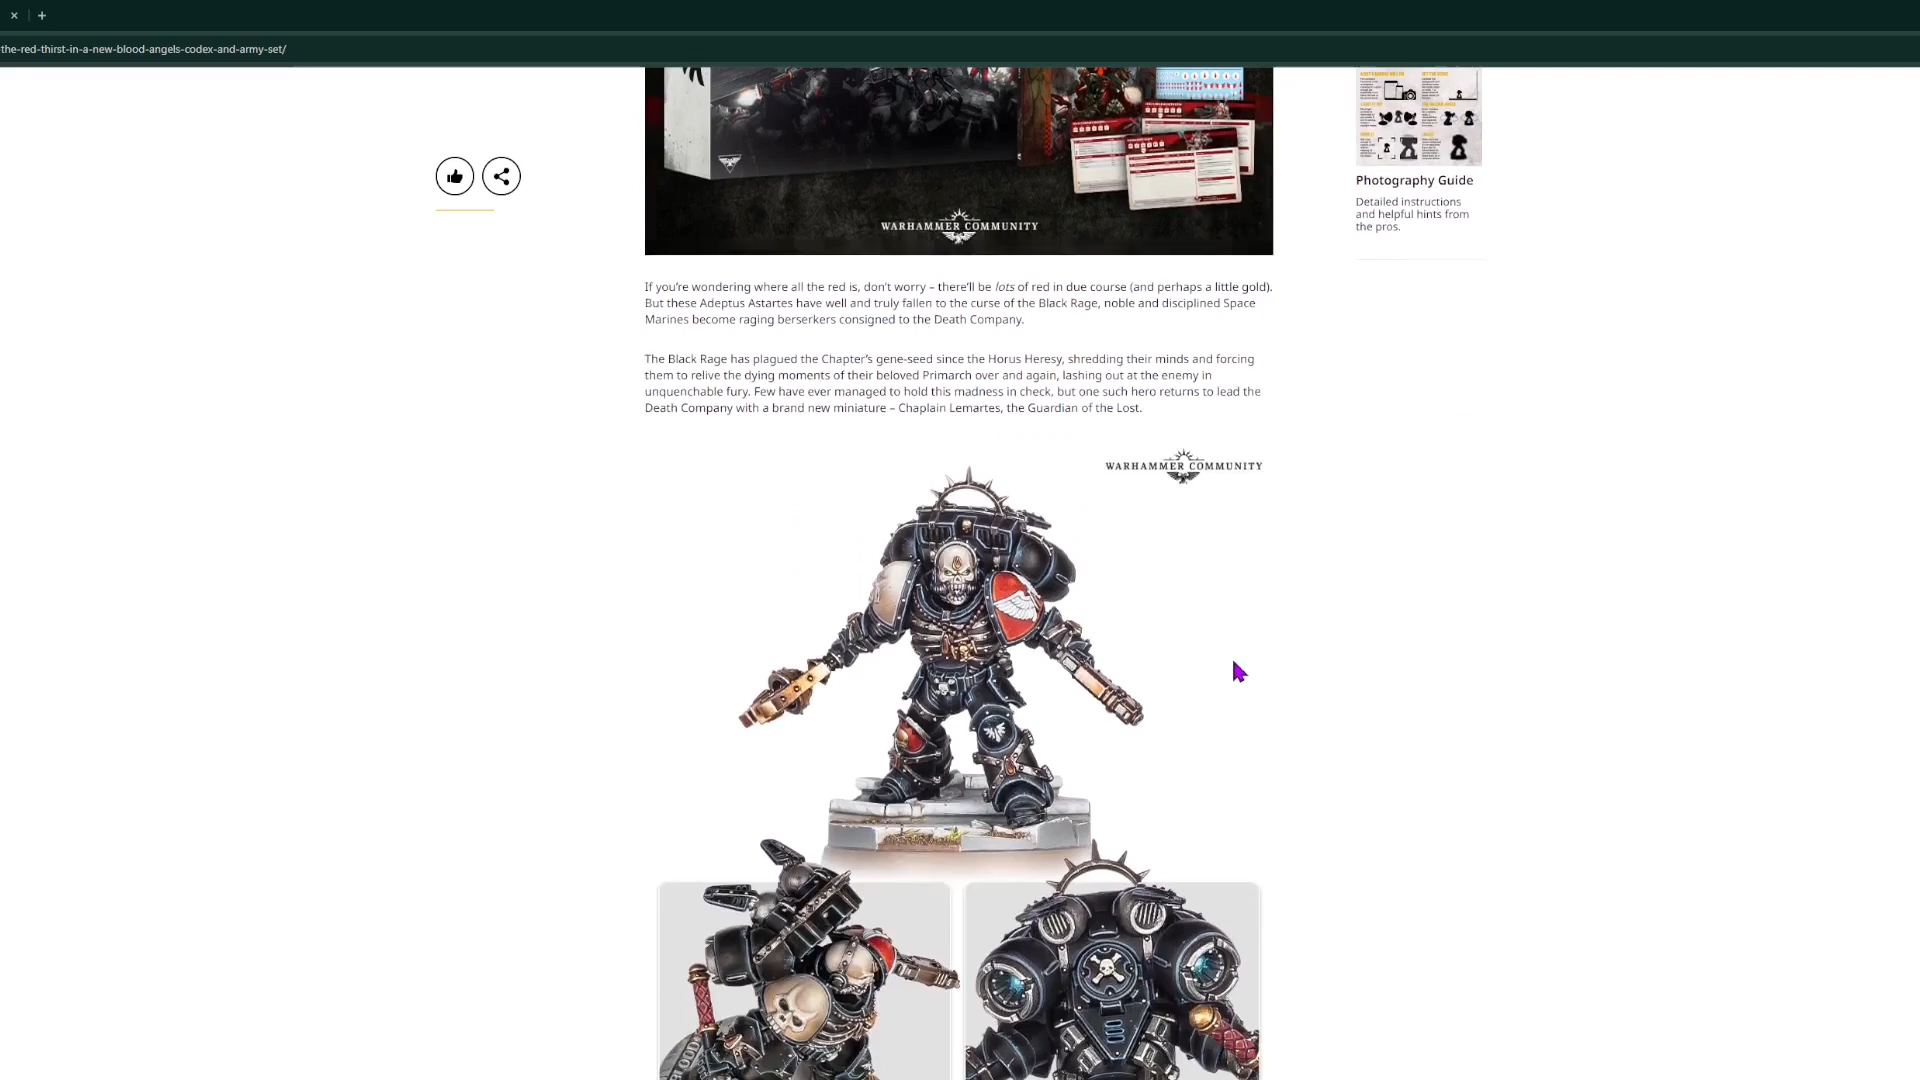 the-red-thirst-in-a-new-blood-angels-codex-and-army-set/
WARHAMMER COMMUNITY
Photography Guide
Detailed instructions
and helpful hints from
the pros.
If you’re wondering where all the red is, don’t worry – there’ll be lots of red in due course (and perhaps a little gold).
But these Adeptus Astartes have well and truly fallen to the curse of the Black Rage, noble and disciplined Space
Marines become raging berserkers consigned to the Death Company.
The Black Rage has plagued the Chapter’s gene-seed since the Horus Heresy, shredding their minds and forcing
them to relive the dying moments of their beloved Primarch over and again, lashing out at the enemy in
unquenchable fury. Few have ever managed to hold this madness in check, but one such hero returns to lead the
Death Company with a brand new miniature – Chaplain Lemartes, the Guardian of the Lost.
WARHAMMER COMMUNITY
BLOOD